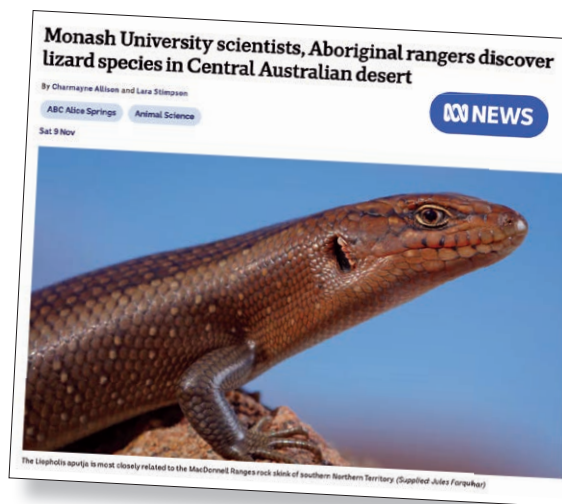 Monash University scientists, Aboriginal rangers discover
lizard species in Central Australian desert
By Charmayne Allison and Lara Stimpson
ABC Alice Springs
Animal Science
NEWS
Sat 9 Nov
The Liopholis aputja is most closely related to the MacDonnell Ranges rock skink of southern Northern Territory (Supplied: Jules Farquhar)